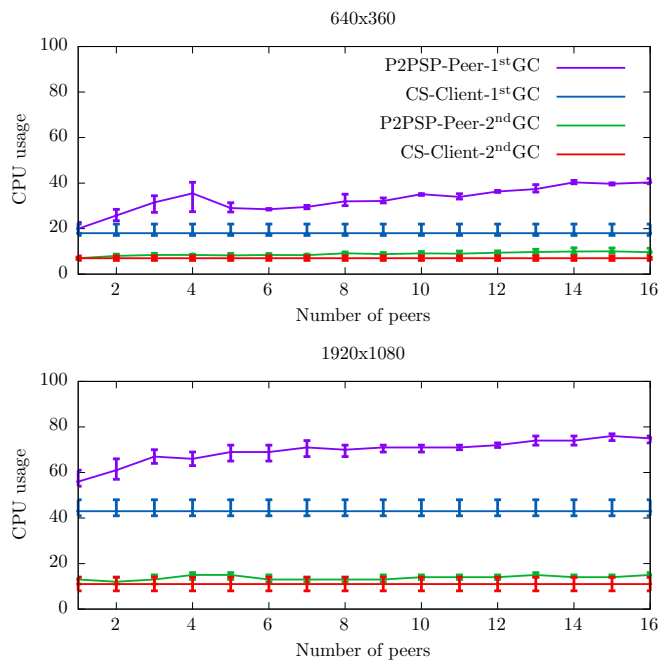 640x360
100
80
60
40
20
0
CPU usage
P2PSP-Peer-1stGC
CS-Client-1stGC
P2PSP-Peer-2ndGC
CS-Client-2ndGC
2 4 6 8 10 12 14 16
Number of peers
1920x1080
100
80
60
40
20
0
CPU usage
2 4 6 8 10 12 14 16
Number of peers